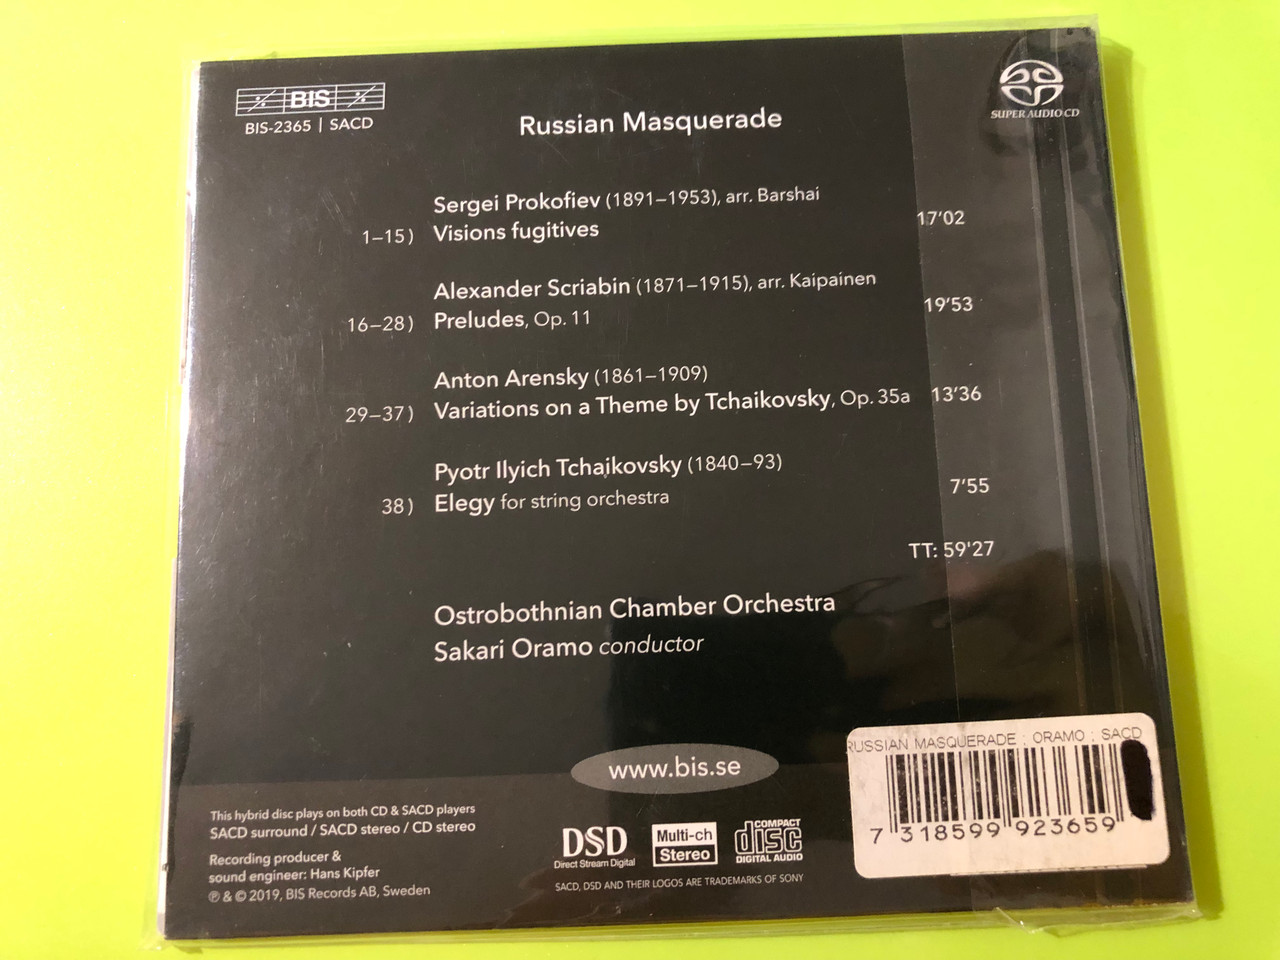 BIS
BIS-2365 | SACD
SUPER AUDIO CD
Russian Masquerade
Sergei Prokofiev (1891–1953), arr. Barshai
1–15) Visions fugitives 17'02
Alexander Scriabin (1871–1915), arr. Kaipainen
16–28) Preludes, Op. 11 19'53
Anton Arensky (1861–1909)
29–37) Variations on a Theme by Tchaikovsky, Op. 35a 13'36
Pyotr Ilyich Tchaikovsky (1840–93)
38) Elegy for string orchestra 7'55
TT: 59'27
Ostrobothnian Chamber Orchestra
Sakari Oramo conductor
www.bis.se
This hybrid disc plays on both CD & SACD players
SACD surround / SACD stereo / CD stereo
Recording producer &
sound engineer: Hans Kipfer
℗ & © 2019, BIS Records AB, Sweden
DSD
Direct Stream Digital
Multi-ch
Stereo
COMPACT
disc
DIGITAL AUDIO
SACD, DSD AND THEIR LOGOS ARE TRADEMARKS OF SONY
RUSSIAN MASQUERADE ; ORAMO ; SACD
7 318599 923659